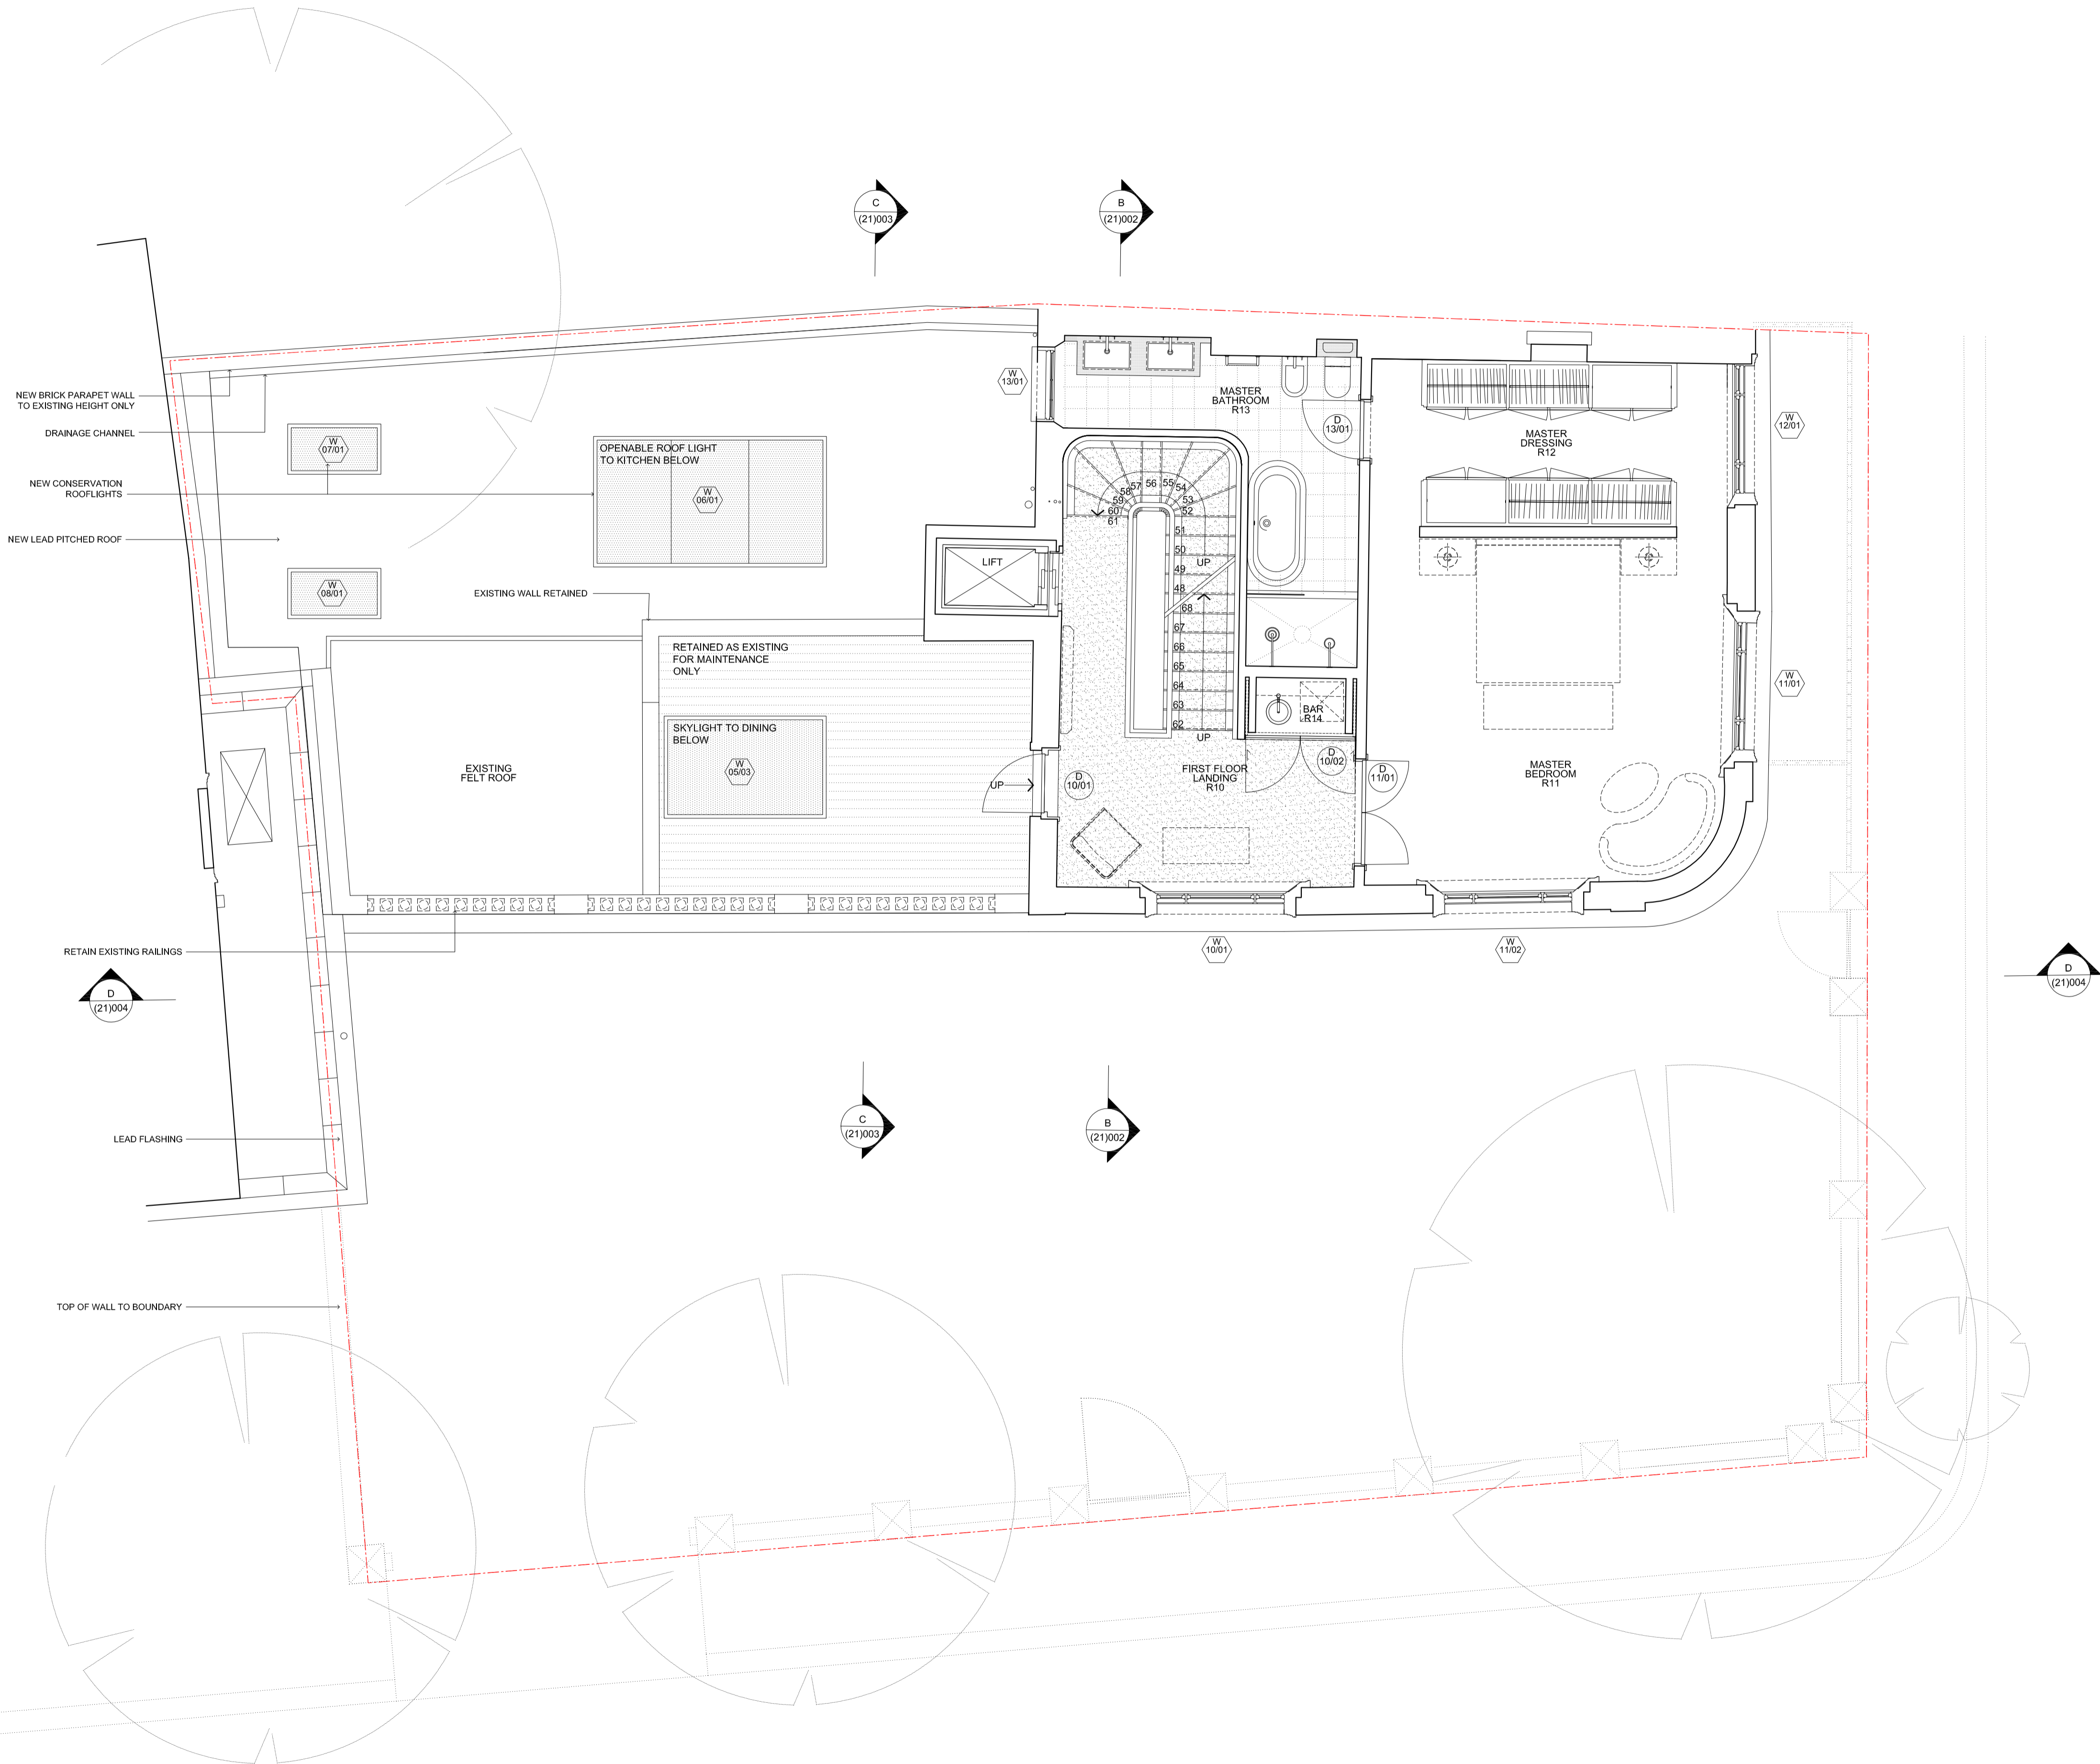 C
(21)003
B
(21)002
NEW BRICK PARAPET WALL
TO EXISTING HEIGHT ONLY
DRAINAGE CHANNEL
NEW CONSERVATION
ROOFLIGHTS
NEW LEAD PITCHED ROOF
W
07/01
W
08/01
OPENABLE ROOF LIGHT
TO KITCHEN BELOW
W
06/01
EXISTING WALL RETAINED
RETAINED AS EXISTING
FOR MAINTENANCE
ONLY
SKYLIGHT TO DINING
BELOW
W
05/03
EXISTING
FELT ROOF
LIFT
W
13/01
MASTER
BATHROOM
R13
D
13/01
MASTER
DRESSING
R12
W
12/01
W
11/01
61
60
59
58
57
56
55
54
53
52
51
50
UP
49
48
68
67
66
65
64
63
62
UP
BAR
R14
D
10/02
D
11/01
UP
D
10/01
FIRST FLOOR
LANDING
R10
MASTER
BEDROOM
R11
W
10/01
W
11/02
RETAIN EXISTING RAILINGS
D
(21)004
D
(21)004
C
(21)003
B
(21)002
LEAD FLASHING
TOP OF WALL TO BOUNDARY